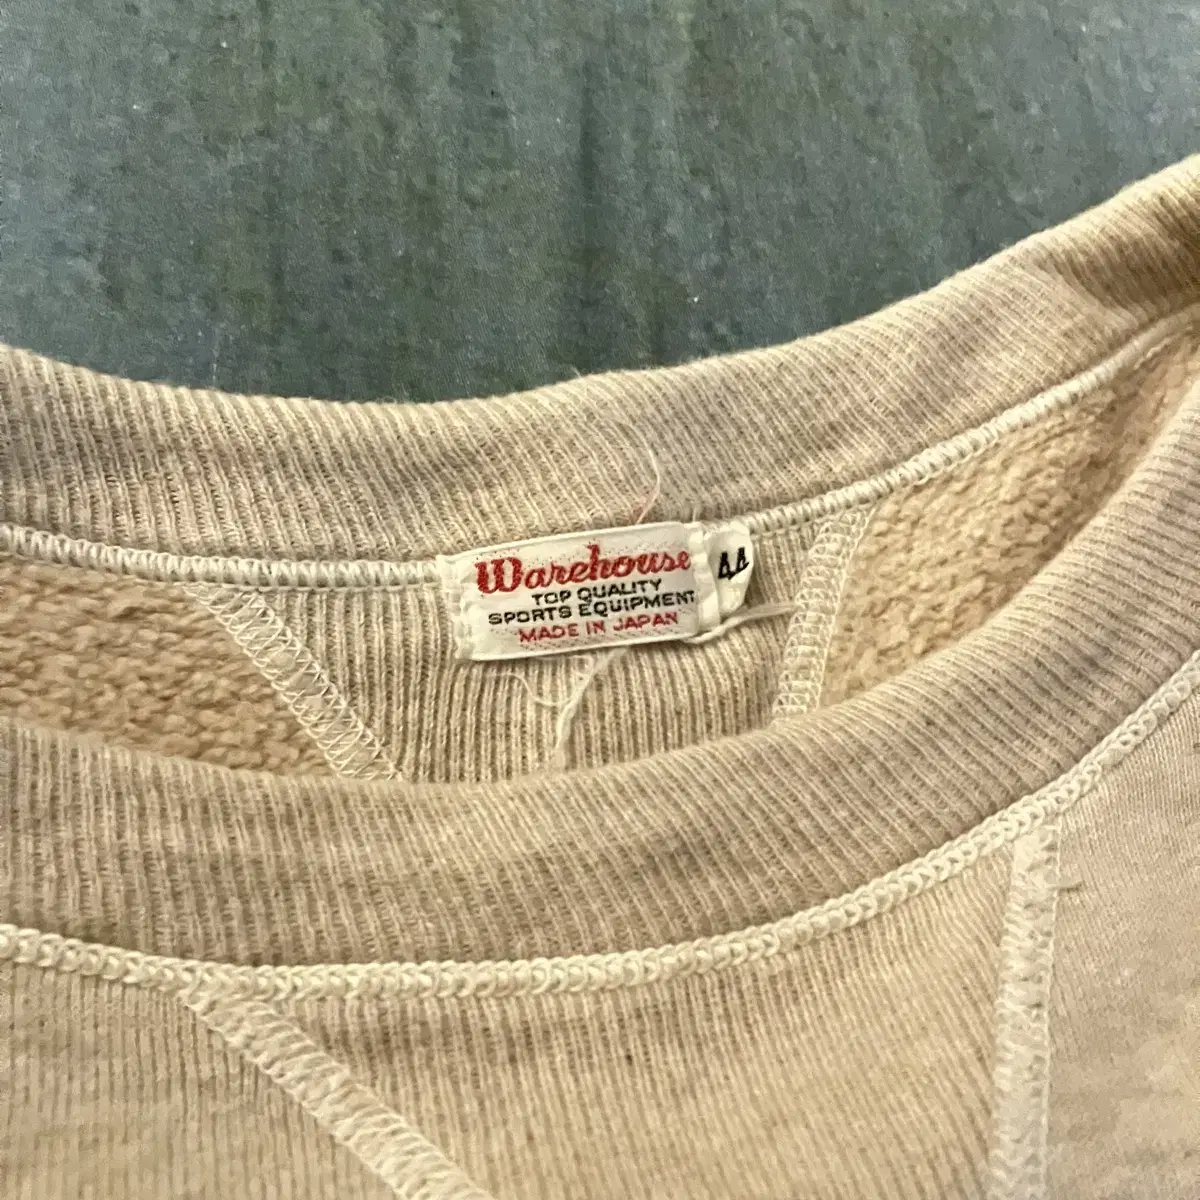 Warehouse
TOP QUALITY
SPORTS EQUIPMENT
MADE IN JAPAN
44